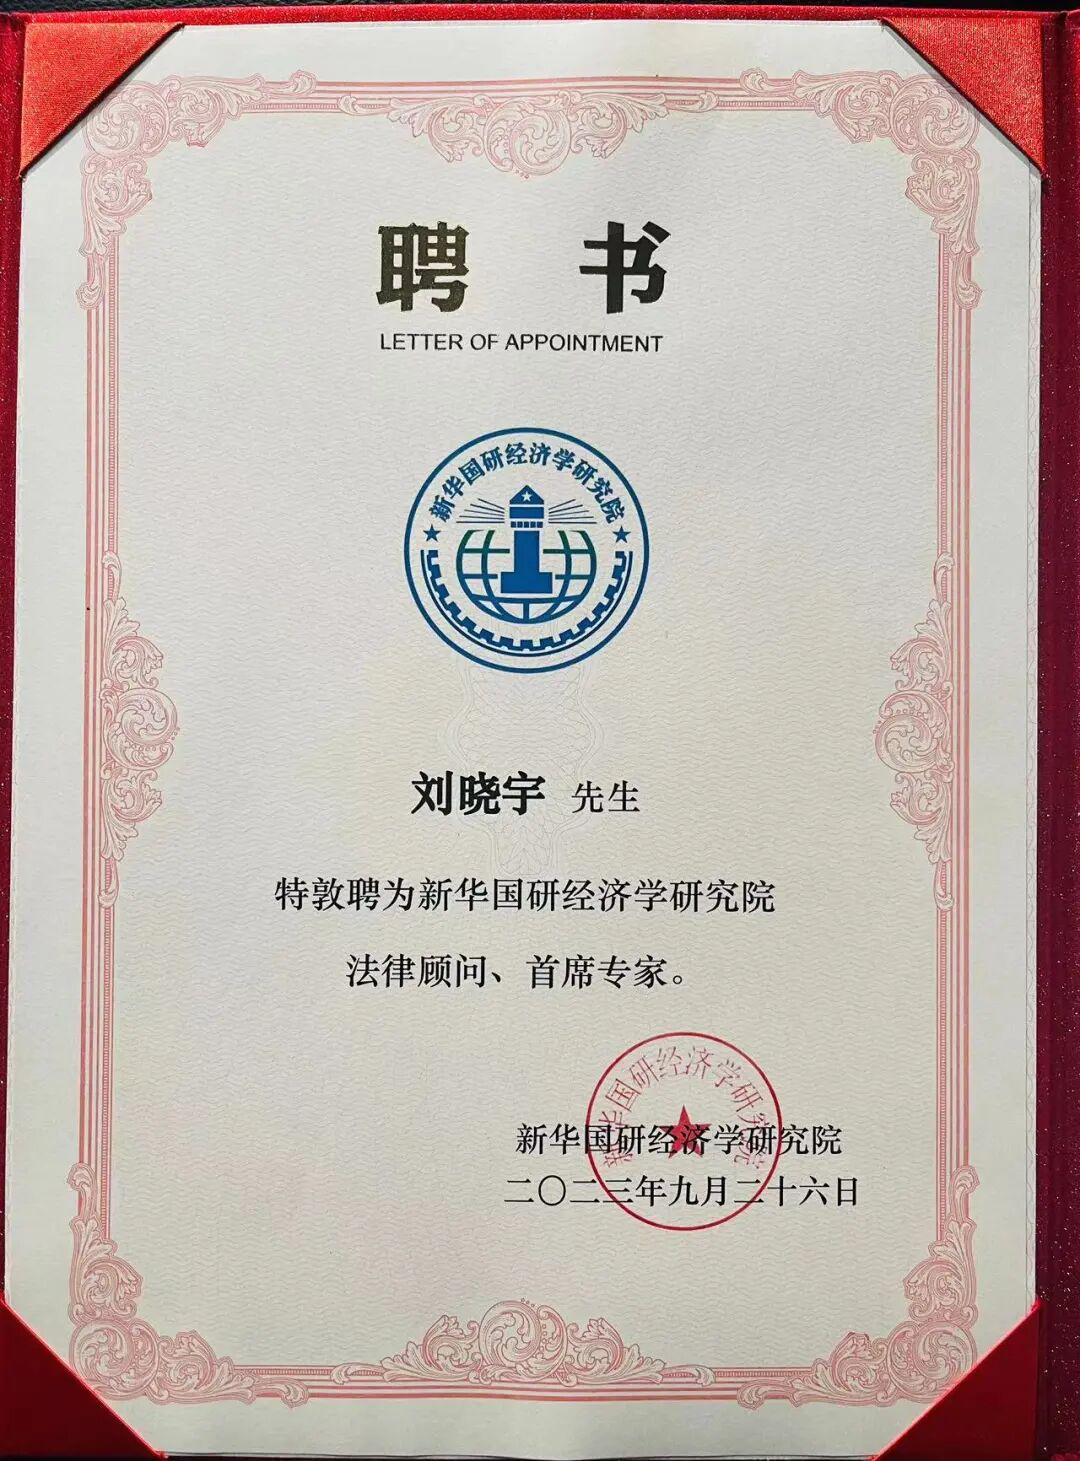 聘 书
LETTER OF APPOINTMENT
新华国研经济学研究院
刘晓宇 先生
特敦聘为新华国研经济学研究院
法律顾问、首席专家。
新华国研经济学研究院
新华国研经济学研究院
二〇二三年九月二十六日